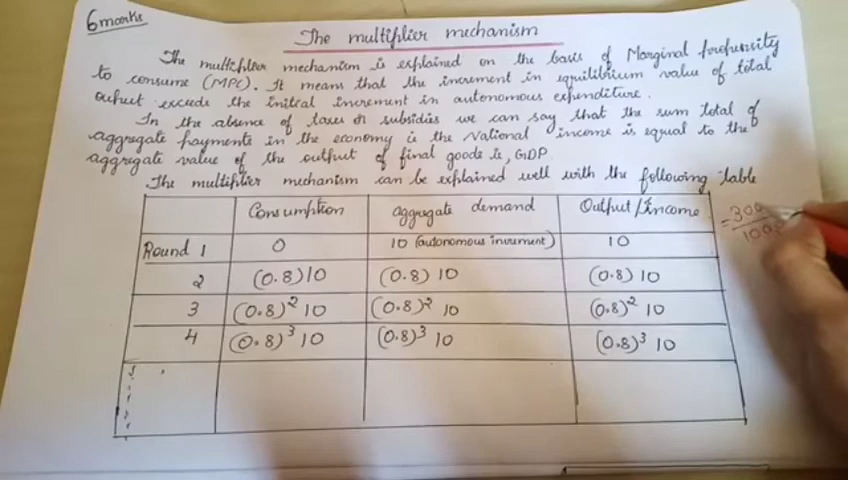 6 marks
The multiplier mechanism
The multiplier mechanism is explained on the basis of Marginal propensity
to consume (MPC). It means that the increment in equilibrium value of total
output exceeds the initial increment in autonomous expenditure.
In the absence of taxes or subsidies we can say that the sum total of
aggregate payments in the economy ie the National income is equal to the
aggregate value of the output of final goods ie, GDP.
The multiplier mechanism can be explained well with the following table
Consumption aggregate demand Output/Income
Round 1 0 10 (autonomous increment) 10
2 (0.8)10 (0.8) 10 (0.8) 10
3 (0.8)² 10 (0.8)² 10 (0.8)² 10
4 (0.8)³ 10 (0.8)³ 10 (0.8)³ 10
= 300
100